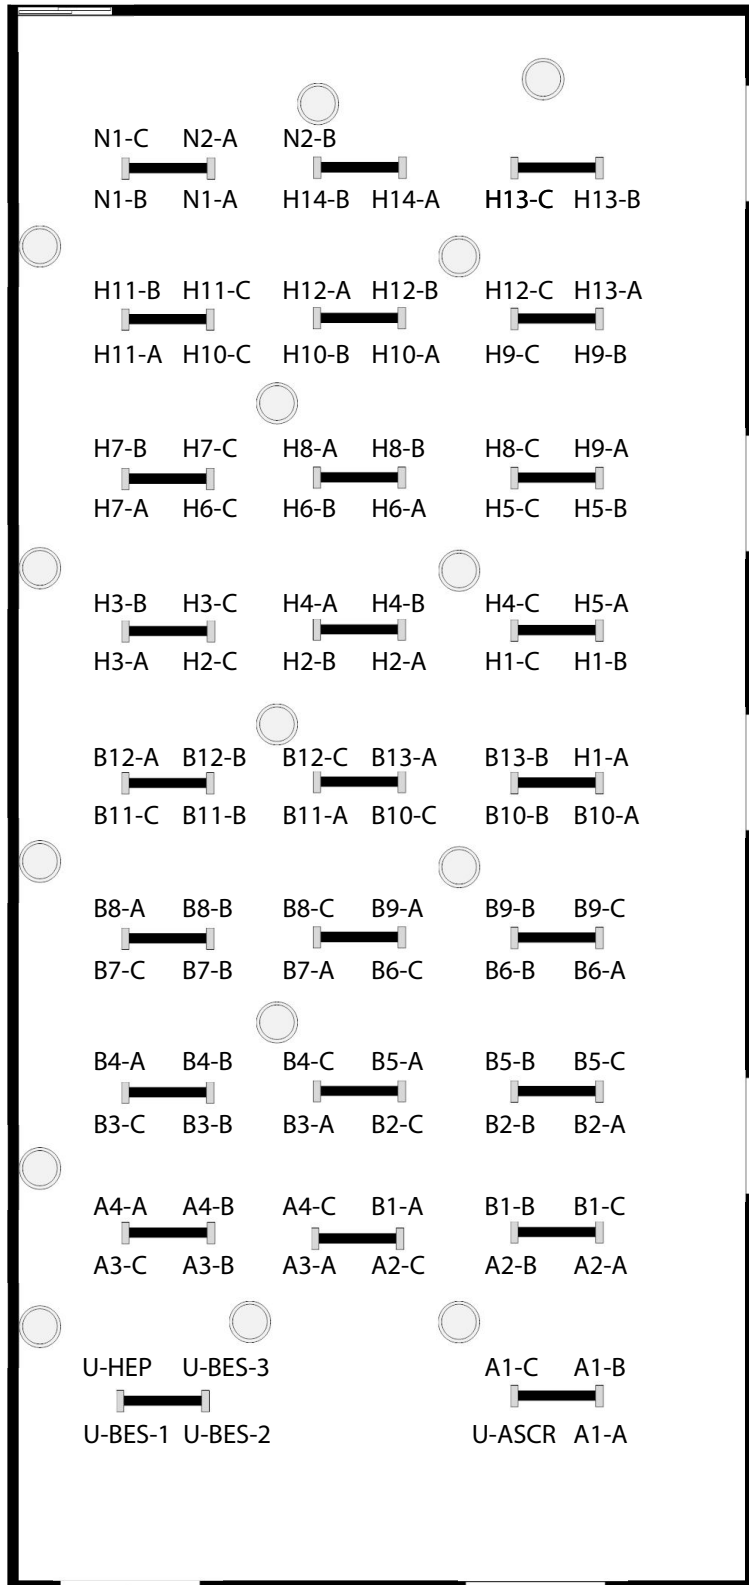 N1-C N2-A N2-B
N1-B N1-A H14-B H14-A H13-C H13-B
H11-B H11-C H12-A H12-B H12-C H13-A
H11-A H10-C H10-B H10-A H9-C H9-B
H7-B H7-C H8-A H8-B H8-C H9-A
H7-A H6-C H6-B H6-A H5-C H5-B
H3-B H3-C H4-A H4-B H4-C H5-A
H3-A H2-C H2-B H2-A H1-C H1-B
B12-A B12-B B12-C B13-A B13-B H1-A
B11-C B11-B B11-A B10-C B10-B B10-A
B8-A B8-B B8-C B9-A B9-B B9-C
B7-C B7-B B7-A B6-C B6-B B6-A
B4-A B4-B B4-C B5-A B5-B B5-C
B3-C B3-B B3-A B2-C B2-B B2-A
A4-A A4-B A4-C B1-A B1-B B1-C
A3-C A3-B A3-A A2-C A2-B A2-A
U-HEP U-BES-3 A1-C A1-B
U-BES-1 U-BES-2 U-ASCR A1-A